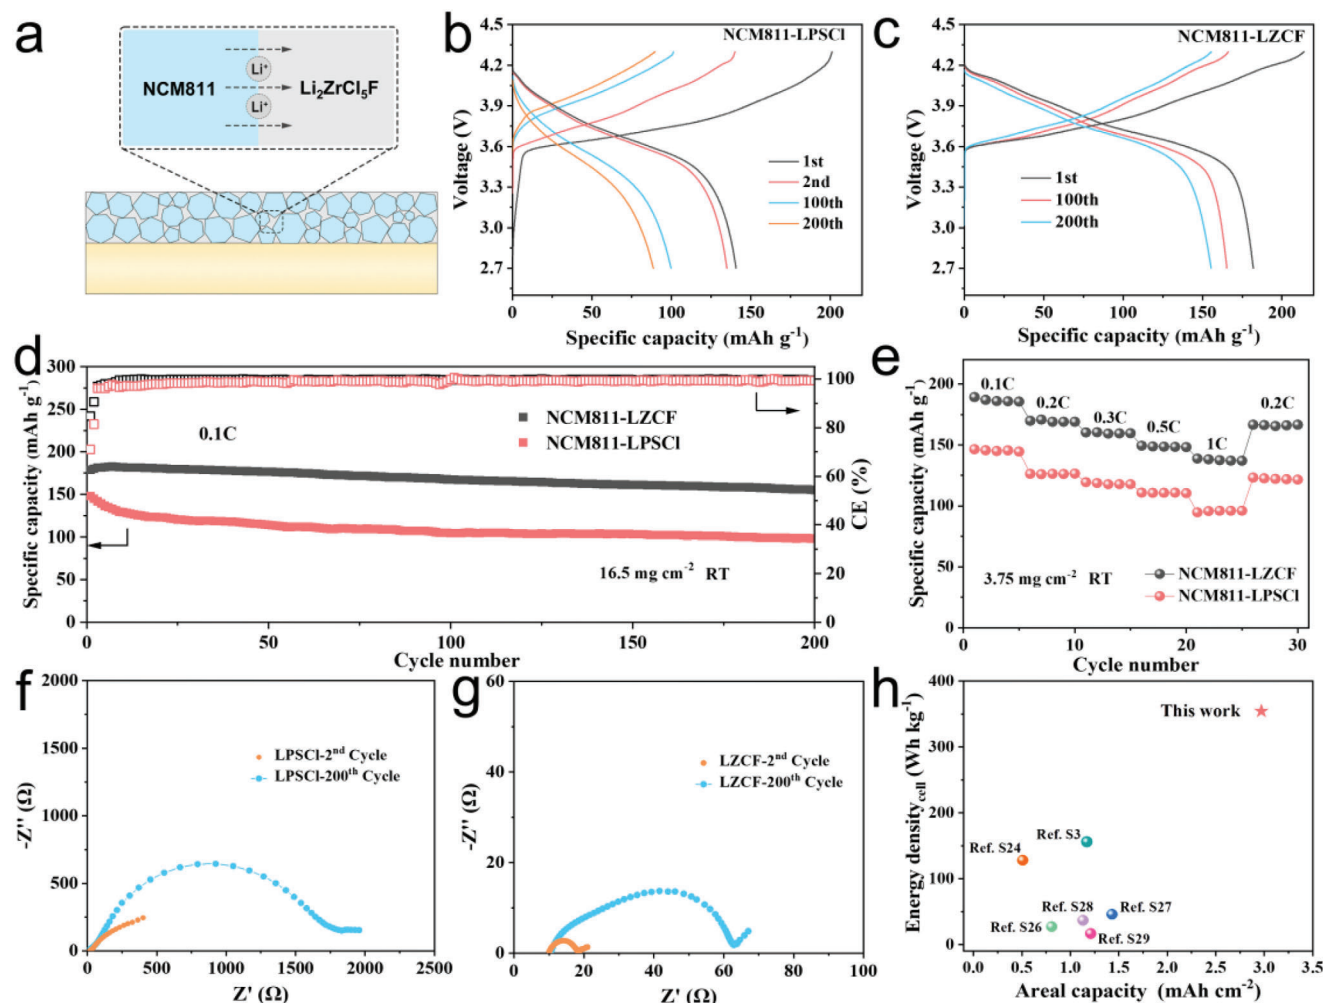 a
NCM811
Li+
Li+
Li₂ZrCl₅F
b
NCM811-LPSCl
4.5
4.2
3.9
3.6
3.3
3.0
2.7
Voltage (V)
1st
2nd
100th
200th
0 50 100 150 200
Specific capacity (mAh g⁻¹)
c
NCM811-LZCF
4.5
4.2
3.9
3.6
3.3
3.0
2.7
Voltage (V)
1st
100th
200th
0 50 100 150 200
Specific capacity (mAh g⁻¹)
d
300
275
250
225
200
175
150
125
100
75
50
25
0
Specific capacity (mAh g⁻¹)
0.1C
NCM811-LZCF
NCM811-LPSCl
16.5 mg cm⁻² RT
100
80
60
40
20
0
CE (%)
0 50 100 150 200
Cycle number
e
200
150
100
50
0
Specific capacity (mAh g⁻¹)
0.1C
0.2C
0.3C
0.5C
1C
0.2C
3.75 mg cm⁻² RT
NCM811-LZCF
NCM811-LPSCl
0 10 20 30
Cycle number
f
2000
1500
1000
500
0
-Z'' (Ω)
LPSCl-2ⁿᵈ Cycle
LPSCl-200ᵗʰ Cycle
0 500 1000 1500 2000 2500
Z' (Ω)
g
60
40
20
0
-Z'' (Ω)
LZCF-2ⁿᵈ Cycle
LZCF-200ᵗʰ Cycle
0 20 40 60 80 100
Z' (Ω)
h
400
300
200
100
0
Energy density_cell (Wh kg⁻¹)
This work
Ref. S3
Ref. S24
Ref. S28
Ref. S27
Ref. S26
Ref. S29
0.0 0.5 1.0 1.5 2.0 2.5 3.0 3.5
Areal capacity (mAh cm⁻²)